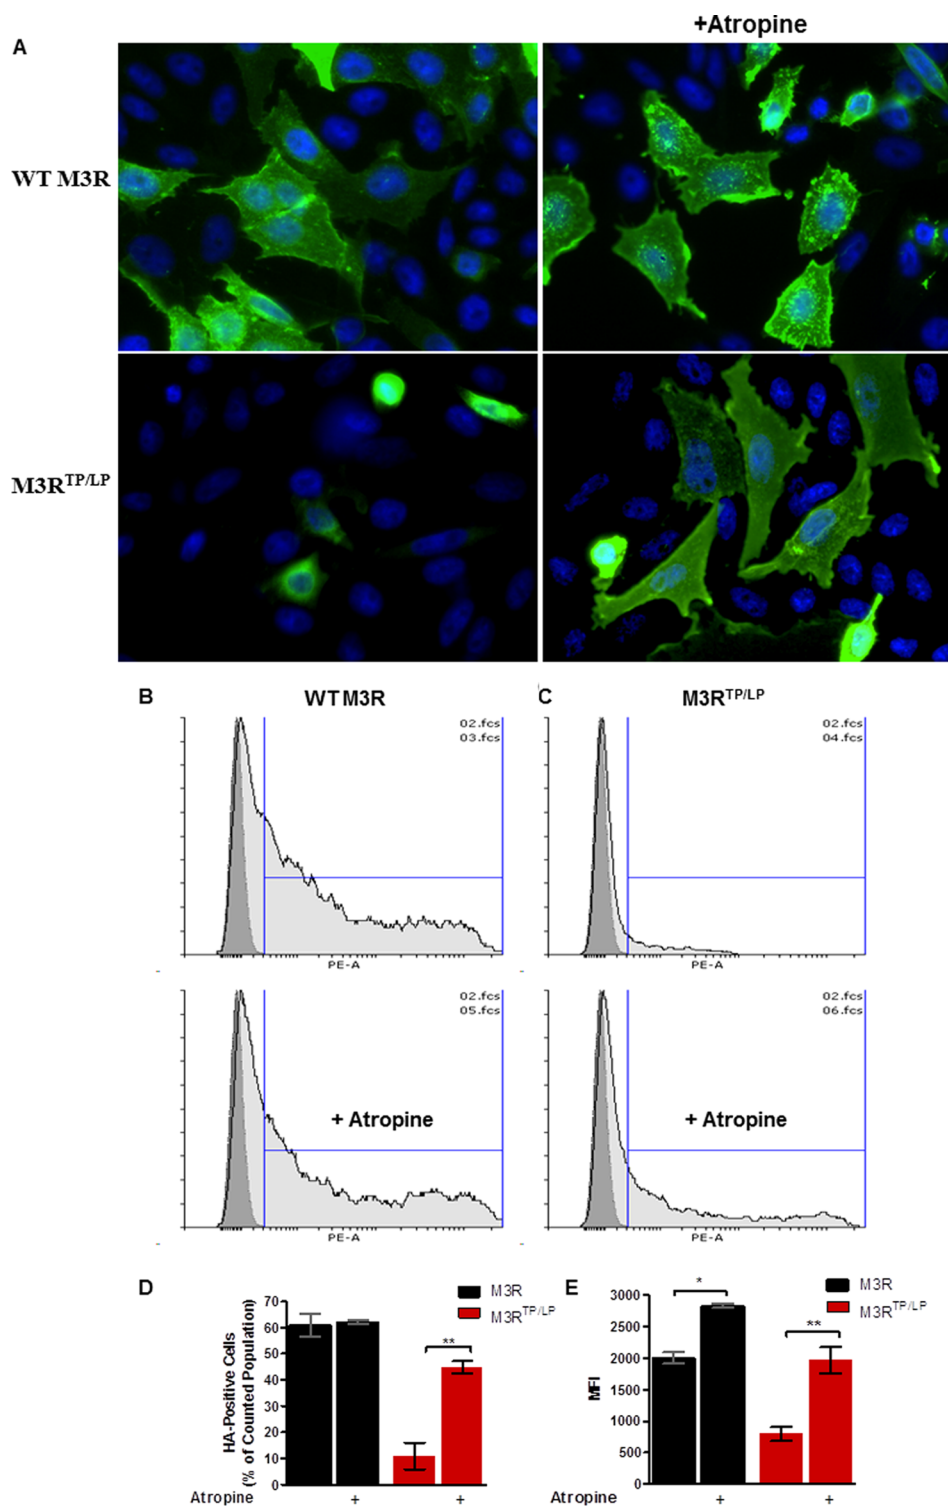 +Atropine
A
WT M3R
M3RTP/LP
B
WT M3R
02.fcs
03.fcs
PE-A
C
M3RTP/LP
02.fcs
04.fcs
PE-A
02.fcs
05.fcs
+ Atropine
PE-A
02.fcs
06.fcs
+ Atropine
PE-A
D
M3R
M3RTP/LP
HA-Positive Cells
(% of Counted Population)
70
60
50
40
30
20
10
0
**
Atropine + +
E
M3R
M3RTP/LP
MFI
3000
2500
2000
1500
1000
500
0
*
**
Atropine + +